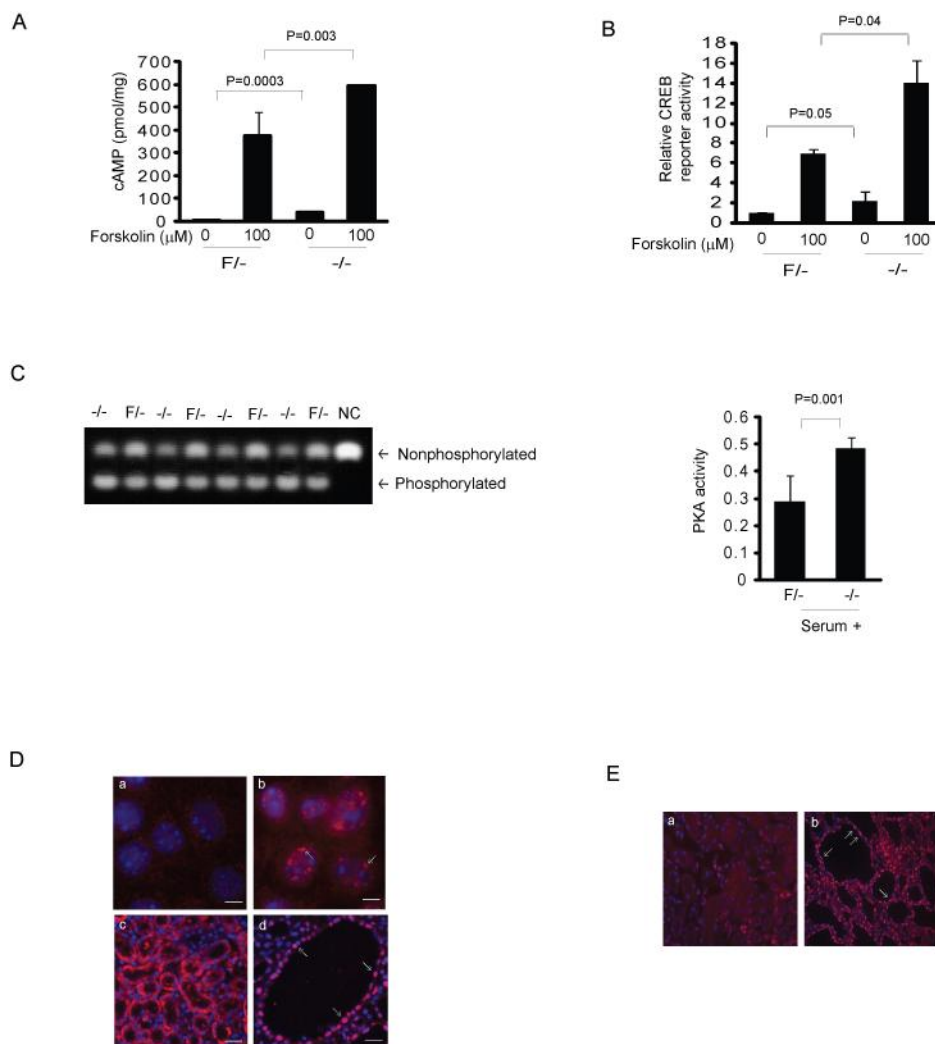 A
P=0.003
P=0.0003
cAMP (pmol/mg)
700
600
500
400
300
200
100
0
Forskolin (µM) 0 100 0 100
F/- -/-
B
P=0.04
P=0.05
Relative CREB
reporter activity
18
16
14
12
10
8
6
4
2
0
Forskolin (µM) 0 100 0 100
F/- -/-
C
-/- F/- -/- F/- -/- F/- -/- F/- NC
← Nonphosphorylated
← Phosphorylated
P=0.001
PKA activity
0.6
0.5
0.4
0.3
0.2
0.1
0
F/- -/-
Serum +
D
a b
c d
E
a b